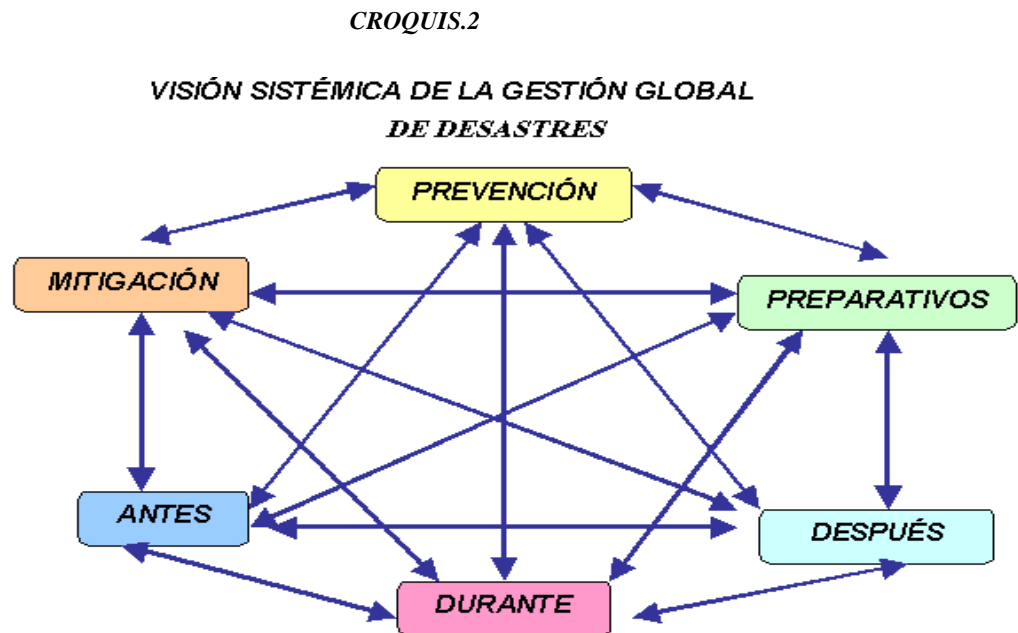 CROQUIS.2
VISIÓN SISTÉMICA DE LA GESTIÓN GLOBAL
DE DESASTRES
PREVENCIÓN
MITIGACIÓN
PREPARATIVOS
ANTES
DESPUÉS
DURANTE